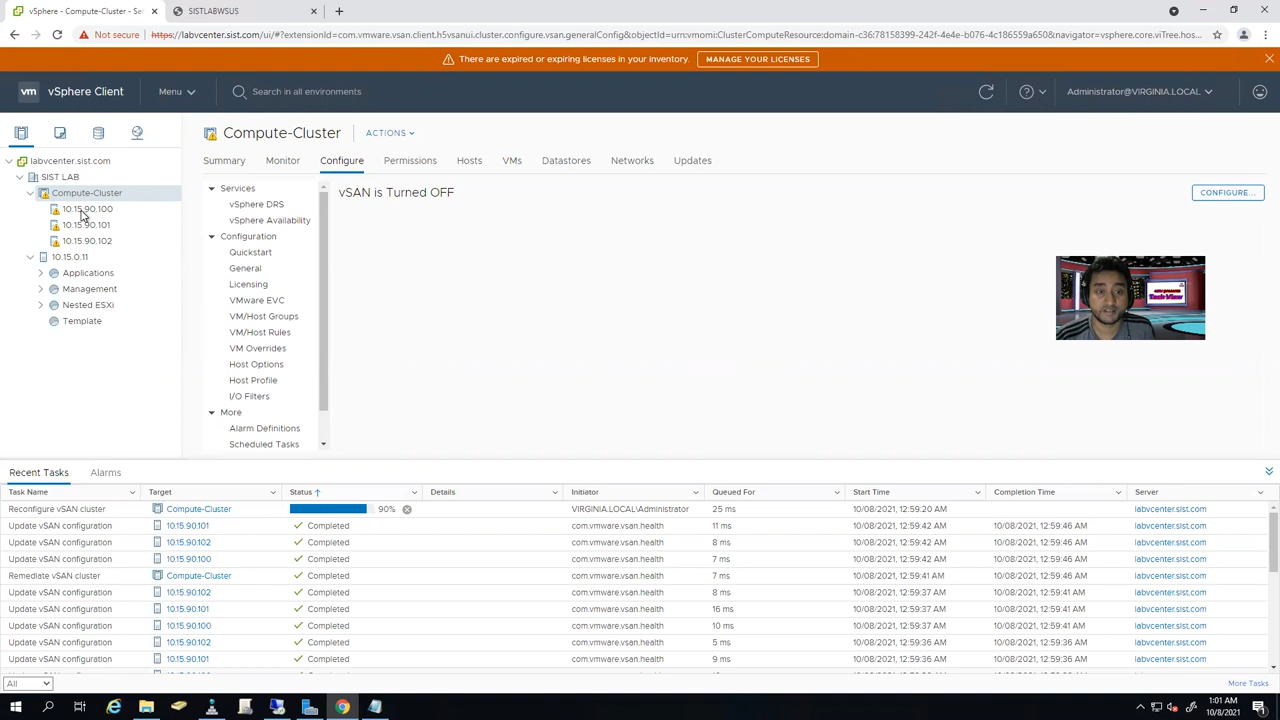 vSphere - Compute-Cluster - Con
SISTLABWSUS
Not secure
https://labvcenter.sist.com/ui/#?extensionId=com.vmware.vsan.client.h5vsanui.cluster.configure.vsan.generalConfig&objectId=urn:vmomi:ClusterComputeResource:domain-c36:78158399-242f-4e4e-b076-4c186559a650&navigator=vsphere.core.viTree.hos...
There are expired or expiring licenses in your inventory.
MANAGE YOUR LICENSES
vm
vSphere Client
Menu
Search in all environments
Administrator@VIRGINIA.LOCAL
labvcenter.sist.com
SIST LAB
Compute-Cluster
10.15.90.100
10.15.90.101
10.15.90.102
10.15.0.11
Applications
Management
Nested ESXi
Template
Compute-Cluster
ACTIONS
Summary
Monitor
Configure
Permissions
Hosts
VMs
Datastores
Networks
Updates
Services
vSphere DRS
vSphere Availability
Configuration
Quickstart
General
Licensing
VMware EVC
VM/Host Groups
VM/Host Rules
VM Overrides
Host Options
Host Profile
I/O Filters
More
Alarm Definitions
Scheduled Tasks
vSAN is Turned OFF
CONFIGURE...
Tech View
Recent Tasks
Alarms
Task Name Target Status Details Initiator Queued For Start Time Completion Time Server
Reconfigure vSAN cluster Compute-Cluster 90% VIRGINIA.LOCAL\Administrator 25 ms 10/08/2021, 12:59:20 AM labvcenter.sist.com
Update vSAN configuration 10.15.90.101 Completed com.vmware.vsan.health 11 ms 10/08/2021, 12:59:42 AM 10/08/2021, 12:59:46 AM labvcenter.sist.com
Update vSAN configuration 10.15.90.102 Completed com.vmware.vsan.health 8 ms 10/08/2021, 12:59:42 AM 10/08/2021, 12:59:46 AM labvcenter.sist.com
Update vSAN configuration 10.15.90.100 Completed com.vmware.vsan.health 7 ms 10/08/2021, 12:59:42 AM 10/08/2021, 12:59:46 AM labvcenter.sist.com
Remediate vSAN cluster Compute-Cluster Completed com.vmware.vsan.health 7 ms 10/08/2021, 12:59:41 AM 10/08/2021, 12:59:46 AM labvcenter.sist.com
Update vSAN configuration 10.15.90.102 Completed com.vmware.vsan.health 8 ms 10/08/2021, 12:59:37 AM 10/08/2021, 12:59:41 AM labvcenter.sist.com
Update vSAN configuration 10.15.90.101 Completed com.vmware.vsan.health 16 ms 10/08/2021, 12:59:37 AM 10/08/2021, 12:59:41 AM labvcenter.sist.com
Update vSAN configuration 10.15.90.100 Completed com.vmware.vsan.health 10 ms 10/08/2021, 12:59:37 AM 10/08/2021, 12:59:41 AM labvcenter.sist.com
Update vSAN configuration 10.15.90.102 Completed com.vmware.vsan.health 5 ms 10/08/2021, 12:59:36 AM 10/08/2021, 12:59:41 AM labvcenter.sist.com
Update vSAN configuration 10.15.90.101 Completed com.vmware.vsan.health 9 ms 10/08/2021, 12:59:36 AM 10/08/2021, 12:59:41 AM labvcenter.sist.com
All
More Tasks
1:01 AM
10/8/2021